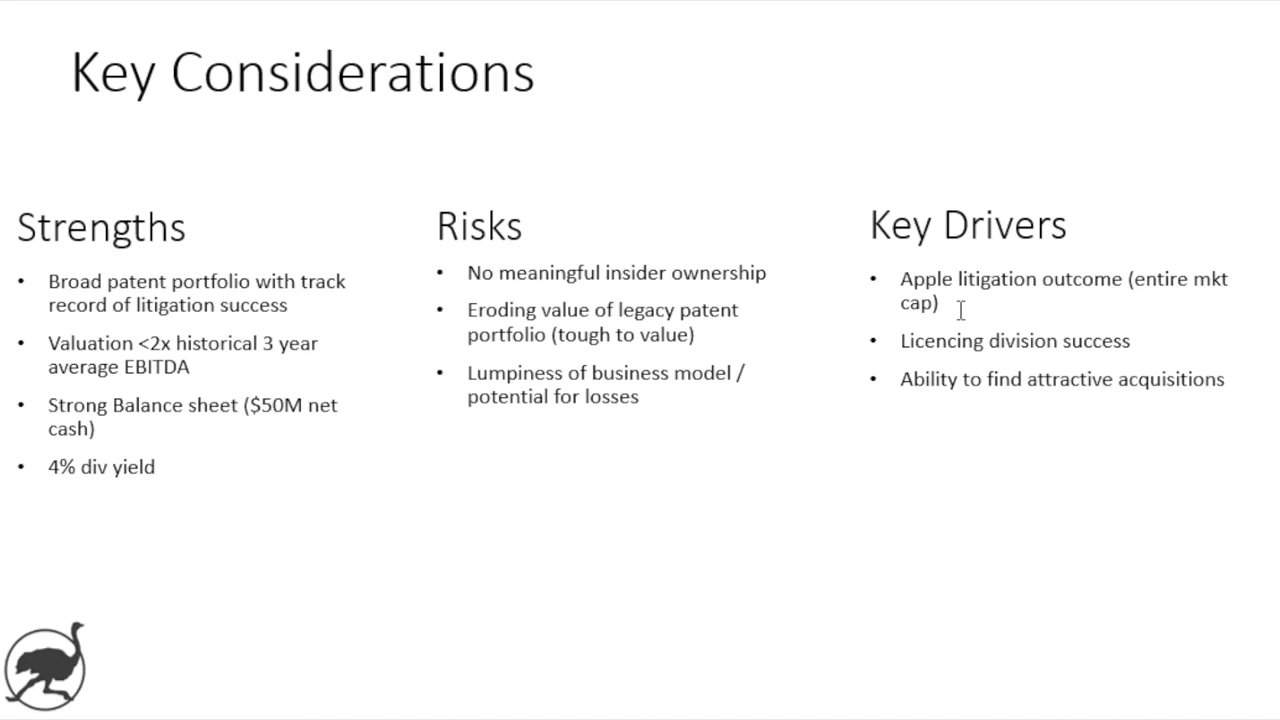 Key Considerations
Strengths
• Broad patent portfolio with track
record of litigation success
• Valuation <2x historical 3 year
average EBITDA
• Strong Balance sheet ($50M net
cash)
• 4% div yield
Risks
• No meaningful insider ownership
• Eroding value of legacy patent
portfolio (tough to value)
• Lumpiness of business model /
potential for losses
Key Drivers
• Apple litigation outcome (entire mkt
cap)
• Licencing division success
• Ability to find attractive acquisitions